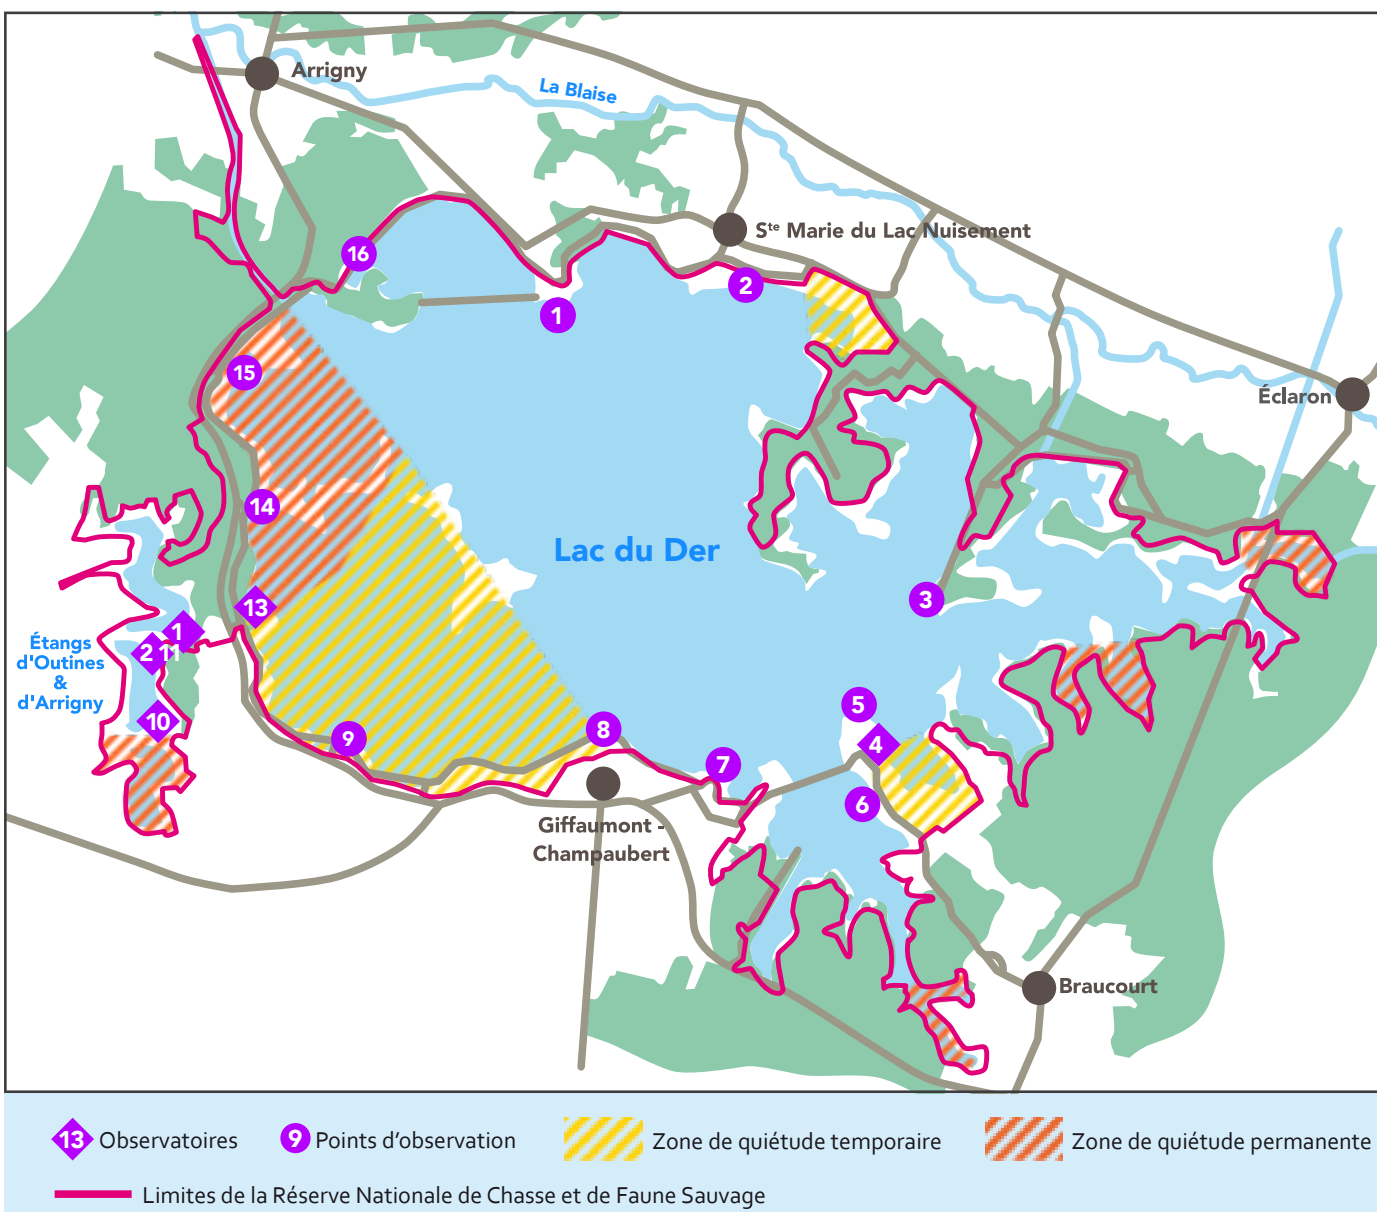 Arrigny
La Blaise
Ste Marie du Lac Nuisement
16
2
1
15
Éclaron
14
Lac du Der
3
13
1
2 11
Étangs
d'Outines
&
d'Arrigny
10
5
8
9
4
7
6
Giffaumont -
Champaubert
Braucourt
13 Observatoires
9 Points d'observation
Zone de quiétude temporaire
Zone de quiétude permanente
Limites de la Réserve Nationale de Chasse et de Faune Sauvage